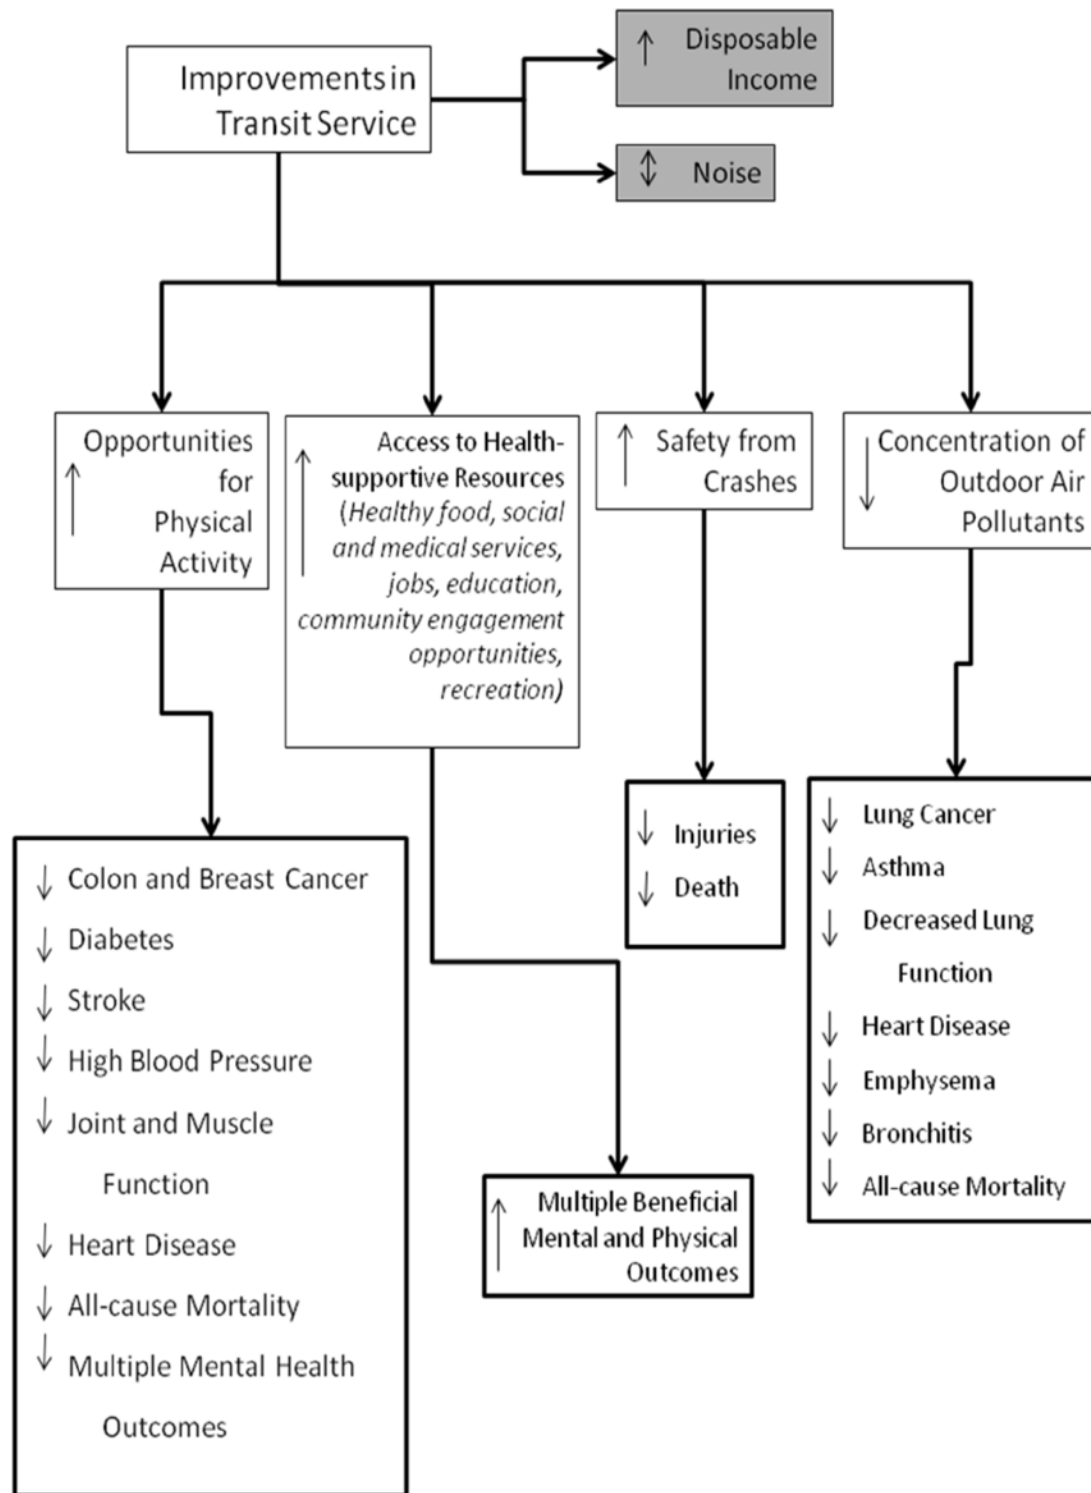 Improvements in
Transit Service
Disposable
Income
Noise
Opportunities
for
Physical
Activity
Access to Health-
supportive Resources
(Healthy food, social
and medical services,
jobs, education,
community engagement
opportunities,
recreation)
Safety from
Crashes
Concentration of
Outdoor Air
Pollutants
Colon and Breast Cancer
Diabetes
Stroke
High Blood Pressure
Joint and Muscle
Function
Heart Disease
All-cause Mortality
Multiple Mental Health
Outcomes
Multiple Beneficial
Mental and Physical
Outcomes
Injuries
Death
Lung Cancer
Asthma
Decreased Lung
Function
Heart Disease
Emphysema
Bronchitis
All-cause Mortality